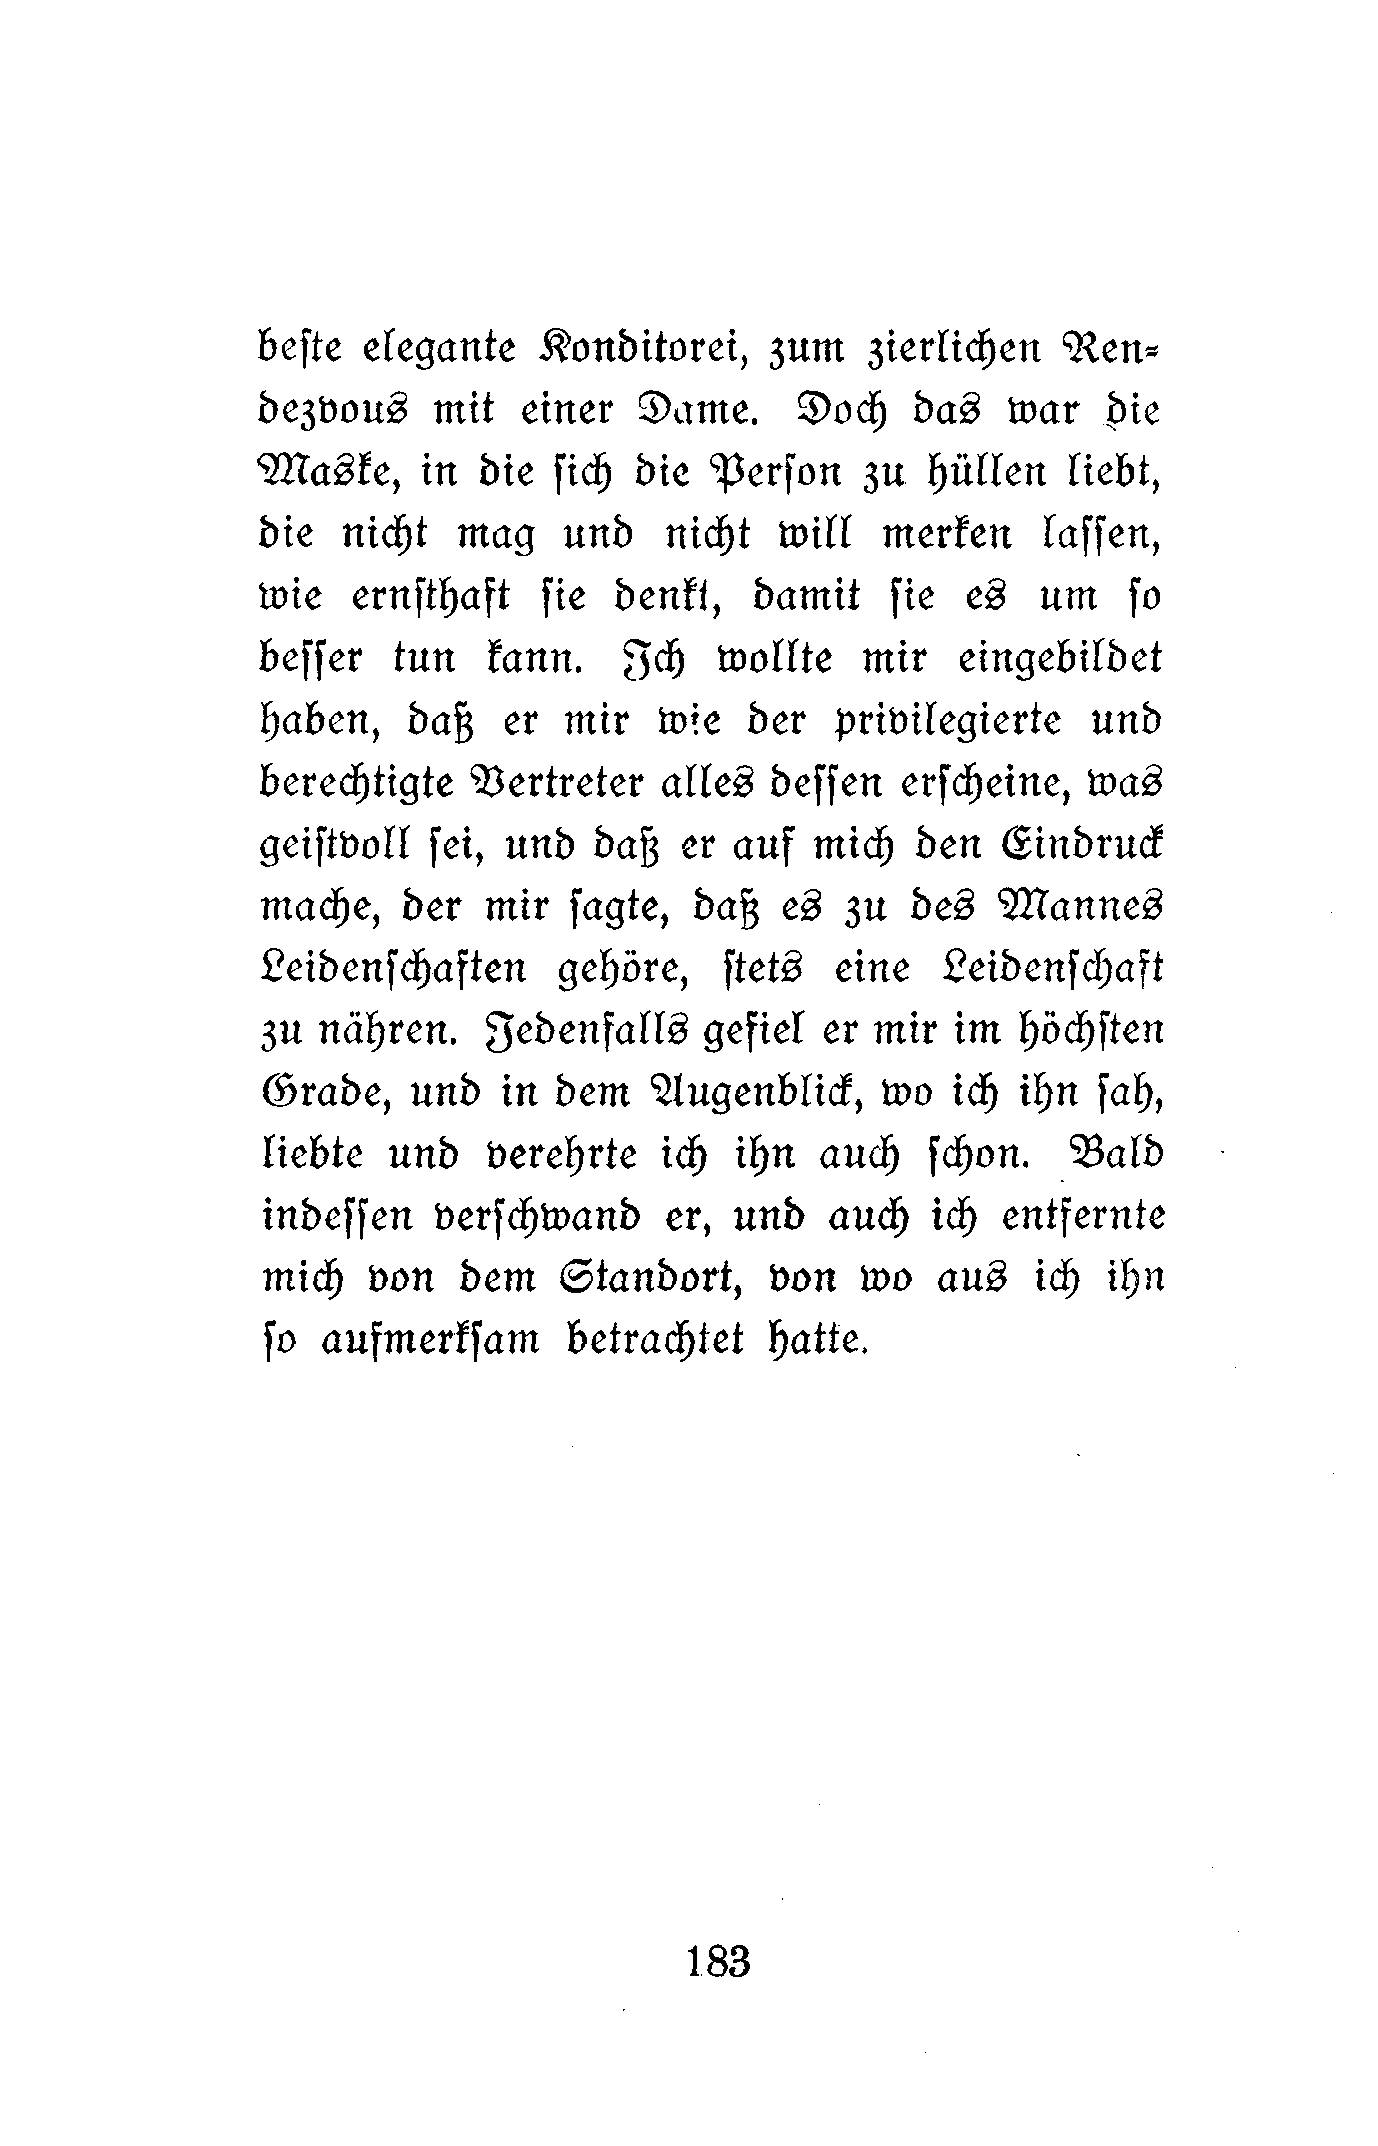 beſte elegante Konditorei, zum zierlichen Ren⸗
dezvous mit einer Dame. Doch das war die
Maske, in die ſich die Perſon zu hüllen liebt,
die nicht mag und nicht will merken laſſen,
wie ernſthaft ſie denkt, damit ſie es um ſo
beſſer tun kann. Ich wollte mir eingebildet
haben, daß er mir wie der privilegierte und
berechtigte Vertreter alles deſſen erſcheine, was
geiſtvoll ſei, und daß er auf mich den Eindruck
mache, der mir ſagte, daß es zu des Mannes
Leidenſchaften gehöre, ſtets eine Leidenſchaft
zu nähren. Jedenfalls gefiel er mir im höchſten
Grade, und in dem Augenblick, wo ich ihn ſah,
liebte und verehrte ich ihn auch ſchon. Bald
indeſſen verſchwand er, und auch ich entfernte
mich von dem Standort, von wo aus ich ihn
ſo aufmerkſam betrachtet hatte.
183